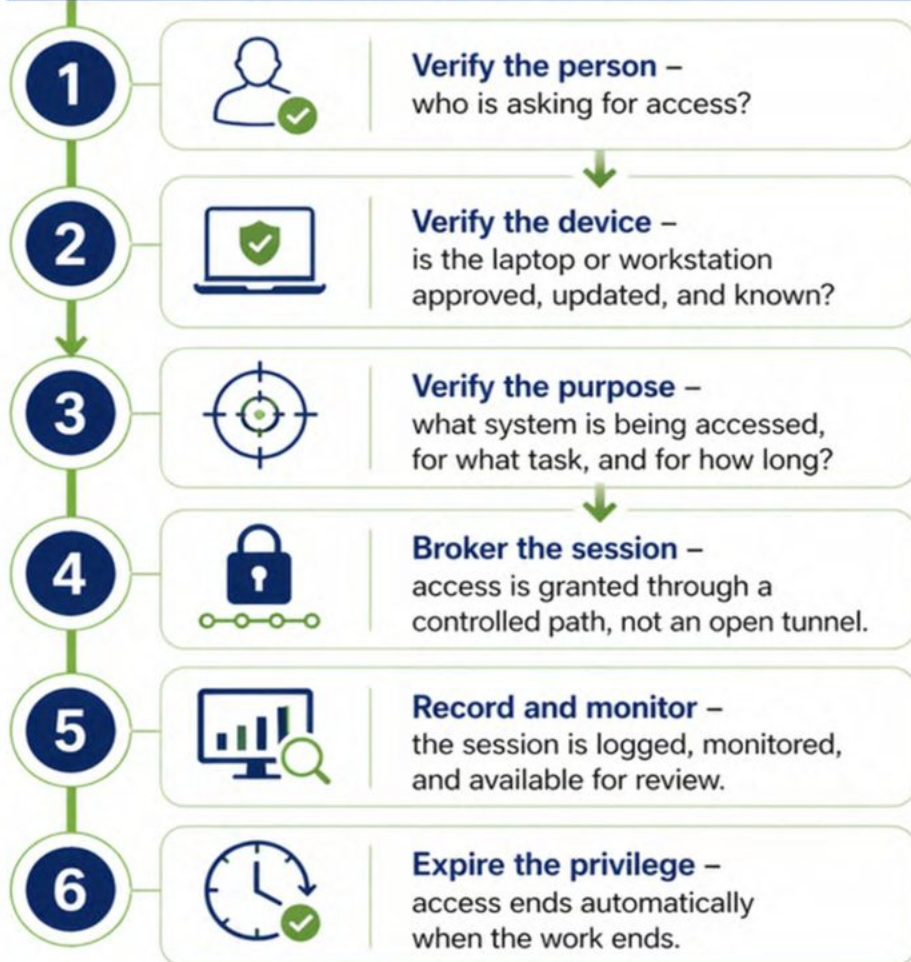 1
Verify the person –
who is asking for access?
2
Verify the device –
is the laptop or workstation
approved, updated, and known?
3
Verify the purpose –
what system is being accessed,
for what task, and for how long?
4
Broker the session –
access is granted through a
controlled path, not an open tunnel.
5
Record and monitor –
the session is logged, monitored,
and available for review.
6
Expire the privilege –
access ends automatically
when the work ends.